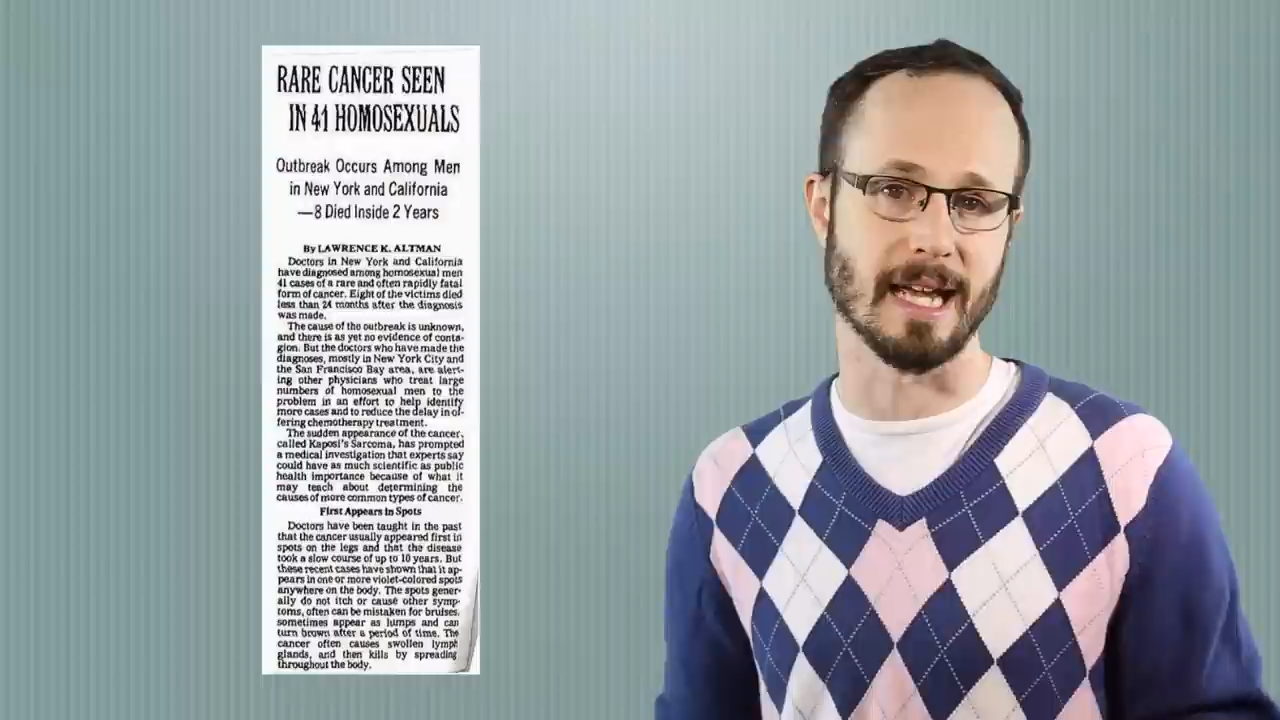 RARE CANCER SEEN
IN 41 HOMOSEXUALS
Outbreak Occurs Among Men
in New York and California
—8 Died Inside 2 Years
By LAWRENCE K. ALTMAN
Doctors in New York and California
have diagnosed among homosexual men
41 cases of a rare and often rapidly fatal
form of cancer. Eight of the victims died
less than 24 months after the diagnosis
was made.
The cause of the outbreak is unknown,
and there is as yet no evidence of conta-
gion. But the doctors who have made the
diagnoses, mostly in New York City and
the San Francisco Bay area, are alert-
ing other physicians who treat large
numbers of homosexual men to the
problem in an effort to help identify
more cases and to reduce the delay in of-
fering chemotherapy treatment.
The sudden appearance of the cancer,
called Kaposi's Sarcoma, has prompted
a medical investigation that experts say
could have as much scientific as public
health importance because of what it
may teach about determining the
causes of more common types of cancer.
First Appears in Spots
Doctors have been taught in the past
that the cancer usually appeared first in
spots on the legs and that the disease
took a slow course of up to 10 years. But
these recent cases have shown that it ap-
pears in one or more violet-colored spots
anywhere on the body. The spots gener-
ally do not itch or cause other symp-
toms, often can be mistaken for bruises,
sometimes appear as lumps and can
turn brown after a period of time. The
cancer often causes swollen lymph
glands, and then kills by spreading
throughout the body.